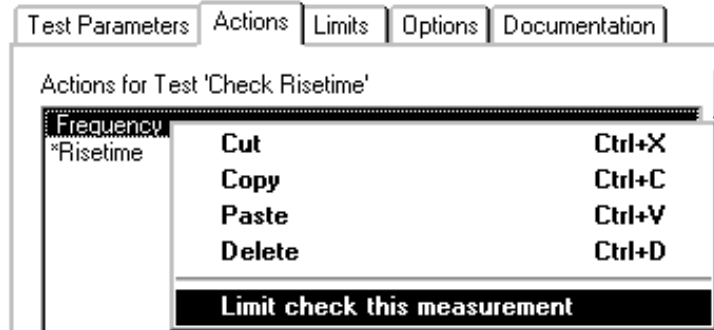 Test Parameters Actions Limits Options Documentation
Actions for Test 'Check Risetime'
Frequency
*Risetime
Cut Ctrl+X
Copy Ctrl+C
Paste Ctrl+V
Delete Ctrl+D
Limit check this measurement